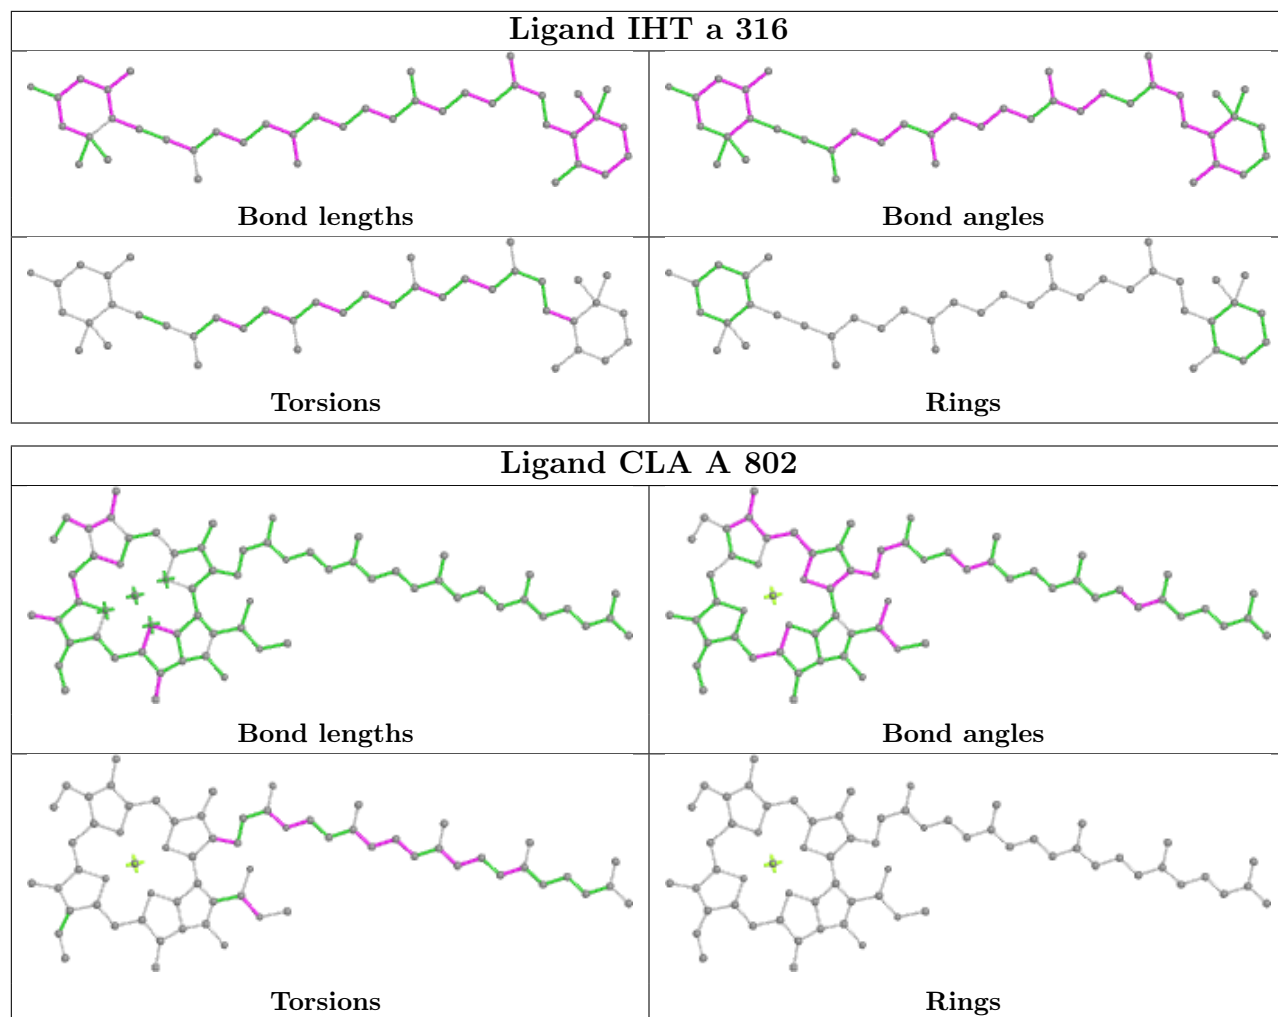 Ligand IHT a 316
Bond lengths
Bond angles
Torsions
Rings
Ligand CLA A 802
Bond lengths
Bond angles
Torsions
Rings